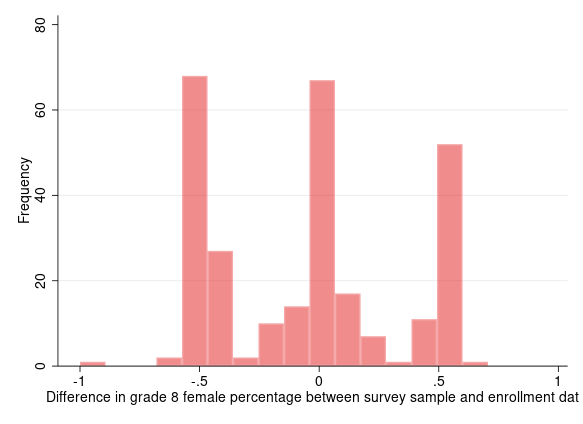 80
60
40
20
0
Frequency
-1 -.5 0 .5 1
Difference in grade 8 female percentage between survey sample and enrollment dat